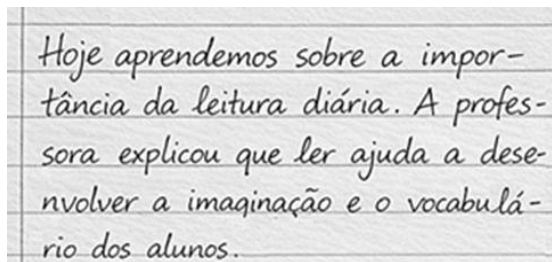 Hoje aprendemos sobre a impor-
tância da leitura diária. A profes-
sora explicou que ler ajuda a dese-
nvolver a imaginação e o vocabulá-
rio dos alunos.